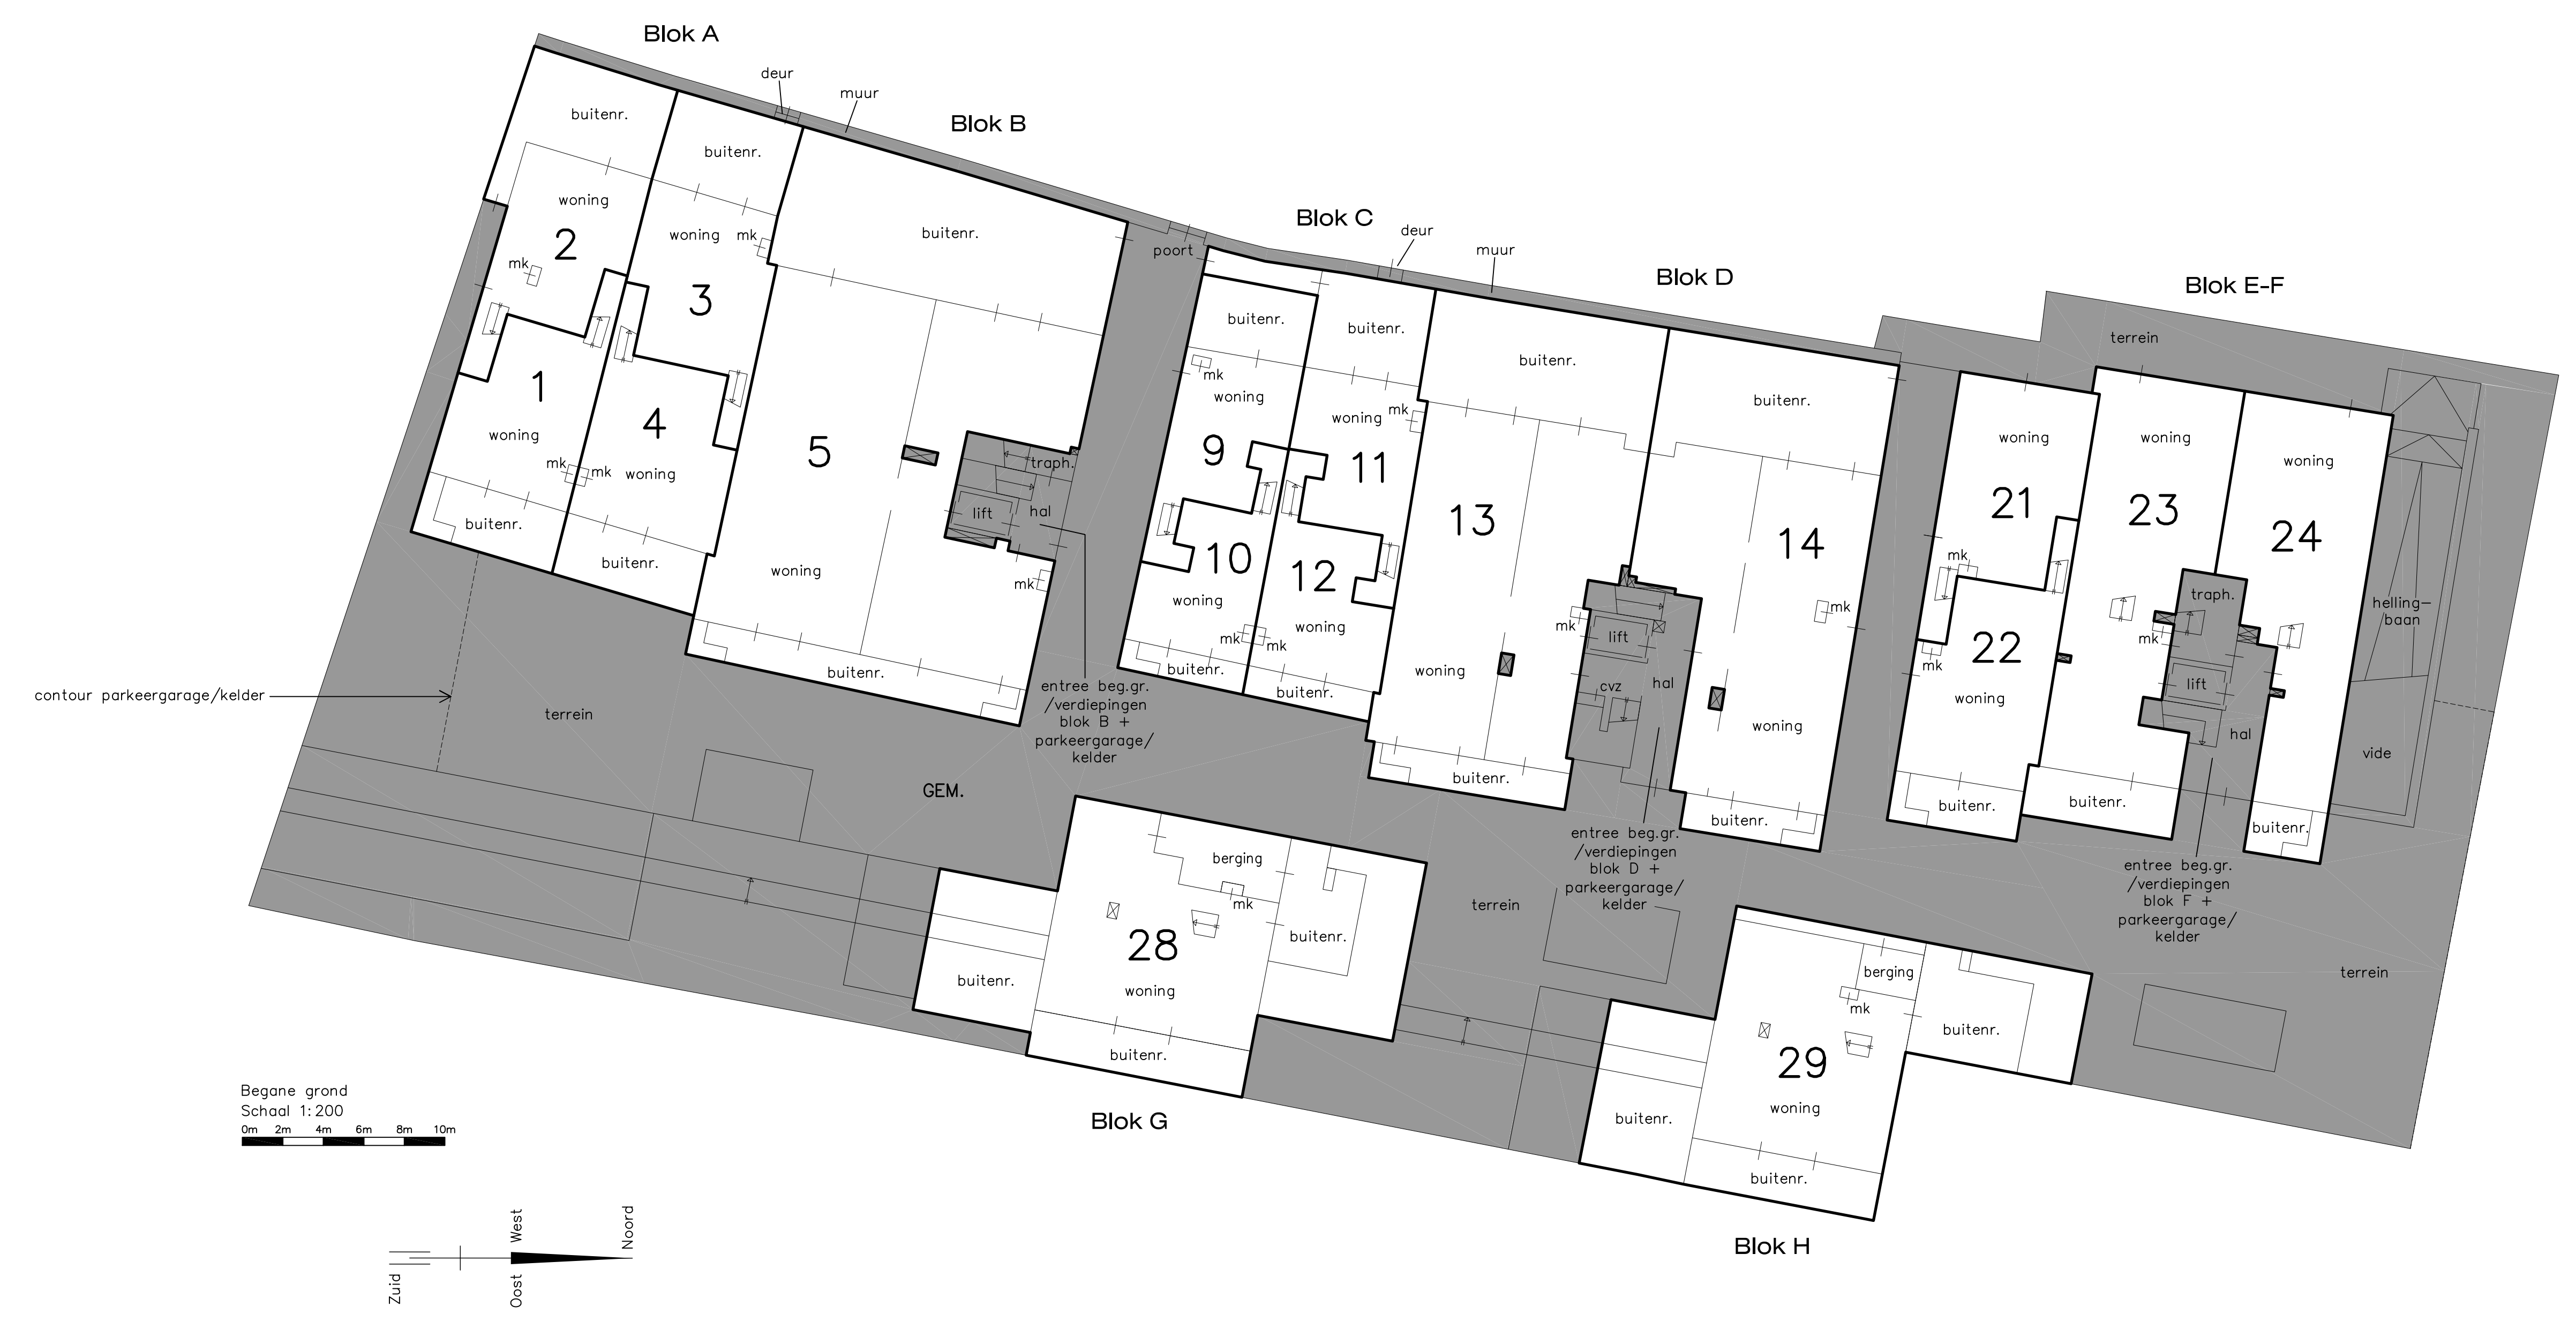 Blok A
deur
muur
Blok B
buitenr.
buitenr.
woning
2
mk
woning
mk
3
buitenr.
poort
Blok C
deur
muur
Blok D
Blok E-F
terrein
1
woning
mk
mk
4
woning
buitenr.
buitenr.
5
woning
traph.
lift
hal
mk
buitenr.
buitenr.
mk
woning
9
10
woning
mk
buitenr.
buitenr.
woning
mk
11
12
woning
mk
buitenr.
buitenr.
13
woning
mk
buitenr.
lift
cvz
hal
buitenr.
14
mk
woning
buitenr.
woning
21
mk
22
mk
woning
buitenr.
woning
23
mk
buitenr.
traph.
lift
hal
woning
24
buitenr.
helling-
baan
vide
contour parkeergarage/kelder
terrein
GEM.
entree beg.gr.
/verdiepingen
blok B +
parkeergarage/
kelder
entree beg.gr.
/verdiepingen
blok D +
parkeergarage/
kelder
entree beg.gr.
/verdiepingen
blok F +
parkeergarage/
kelder
berging
mk
28
buitenr.
buitenr.
woning
buitenr.
Blok G
terrein
berging
mk
29
buitenr.
buitenr.
woning
buitenr.
Blok H
terrein
Begane grond
Schaal 1:200
0m 2m 4m 6m 8m 10m
Zuid
Oost
West
Noord